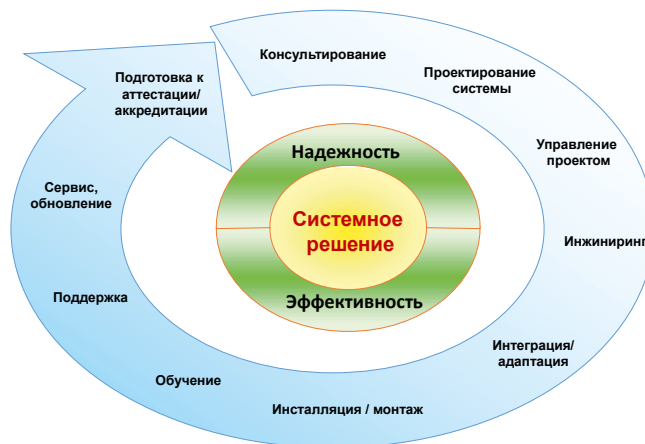 Консультирование
Проектирование
системы
Управление
проектом
Инжиниринг
Интеграция/
адаптация
Инсталляция / монтаж
Обучение
Поддержка
Сервис,
обновление
Подготовка к
аттестации/
аккредитации
Надежность
Системное
решение
Эффективность